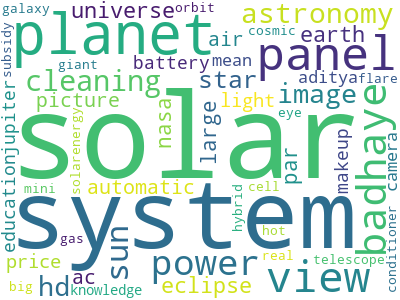 galaxy
universe
orbit
astronomy
planet
cosmic
air
earth
panel
subsidy
giant
battery
mean
aditya
flare
cleaning
star
picture
nasa
large
light
image
eye
solar
badhaye
camera
educationjupiter
solarenergy
automatic
par
makeup
system
mini
cell
hybrid
sun
gas
power
hot
view
conditioner
price
ac
eclipse
real
telescope
big
hd
knowledge